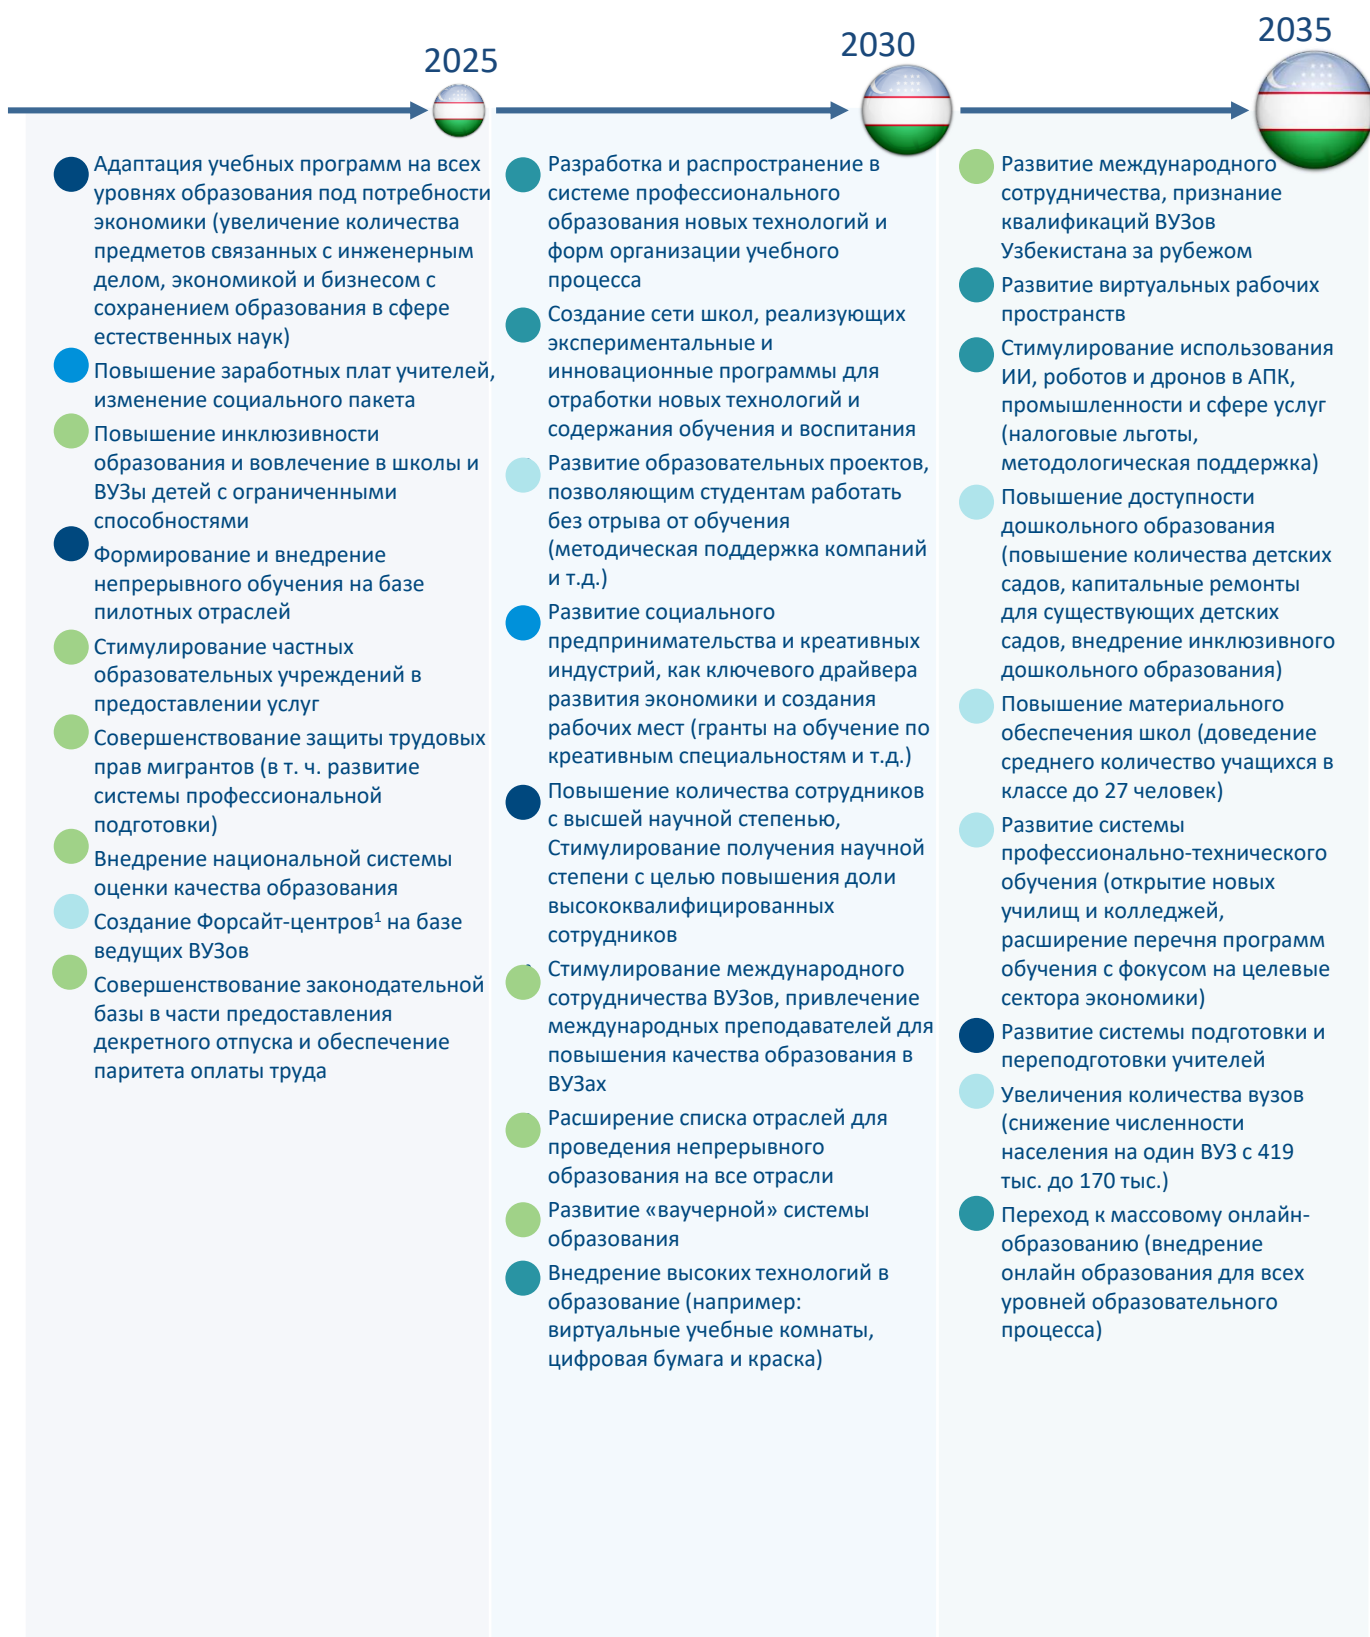 2025
2030
2035
Адаптация учебных программ на всех
уровнях образования под потребности
экономики (увеличение количества
предметов связанных с инженерным
делом, экономикой и бизнесом с
сохранением образования в сфере
естественных наук)
Повышение заработных плат учителей,
изменение социального пакета
Повышение инклюзивности
образования и вовлечение в школы и
ВУЗы детей с ограниченными
способностями
Формирование и внедрение
непрерывного обучения на базе
пилотных отраслей
Стимулирование частных
образовательных учреждений в
предоставлении услуг
Совершенствование защиты трудовых
прав мигрантов (в т. ч. развитие
системы профессиональной
подготовки)
Внедрение национальной системы
оценки качества образования
Создание Форсайт-центров¹ на базе
ведущих ВУЗов
Совершенствование законодательной
базы в части предоставления
декретного отпуска и обеспечение
паритета оплаты труда
Разработка и распространение в
системе профессионального
образования новых технологий и
форм организации учебного
процесса
Создание сети школ, реализующих
экспериментальные и
инновационные программы для
отработки новых технологий и
содержания обучения и воспитания
Развитие образовательных проектов,
позволяющим студентам работать
без отрыва от обучения
(методическая поддержка компаний
и т.д.)
Развитие социального
предпринимательства и креативных
индустрий, как ключевого драйвера
развития экономики и создания
рабочих мест (гранты на обучение по
креативным специальностям и т.д.)
Повышение количества сотрудников
с высшей научной степенью,
Стимулирование получения научной
степени с целью повышения доли
высококвалифицированных
сотрудников
Стимулирование международного
сотрудничества ВУЗов, привлечение
международных преподавателей для
повышения качества образования в
ВУЗах
Расширение списка отраслей для
проведения непрерывного
образования на все отрасли
Развитие «ваучерной» системы
образования
Внедрение высоких технологий в
образование (например:
виртуальные учебные комнаты,
цифровая бумага и краска)
Развитие международного
сотрудничества, признание
квалификаций ВУЗов
Узбекистана за рубежом
Развитие виртуальных рабочих
пространств
Стимулирование использования
ИИ, роботов и дронов в АПК,
промышленности и сфере услуг
(налоговые льготы,
методологическая поддержка)
Повышение доступности
дошкольного образования
(повышение количества детских
садов, капитальные ремонты
для существующих детских
садов, внедрение инклюзивного
дошкольного образования)
Повышение материального
обеспечения школ (доведение
среднего количество учащихся в
классе до 27 человек)
Развитие системы
профессионально-технического
обучения (открытие новых
училищ и колледжей,
расширение перечня программ
обучения с фокусом на целевые
сектора экономики)
Развитие системы подготовки и
переподготовки учителей
Увеличения количества вузов
(снижение численности
населения на один ВУЗ с 419
тыс. до 170 тыс.)
Переход к массовому онлайн-
образованию (внедрение
онлайн образования для всех
уровней образовательного
процесса)